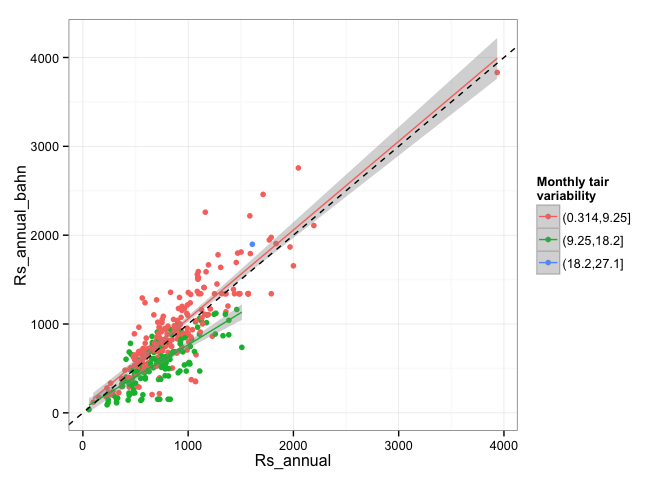 4000
3000
2000
1000
0
Rs_annual_bahn
0 1000 2000 3000 4000
Rs_annual
Monthly tair
variability
(0.314,9.25]
(9.25,18.2]
(18.2,27.1]